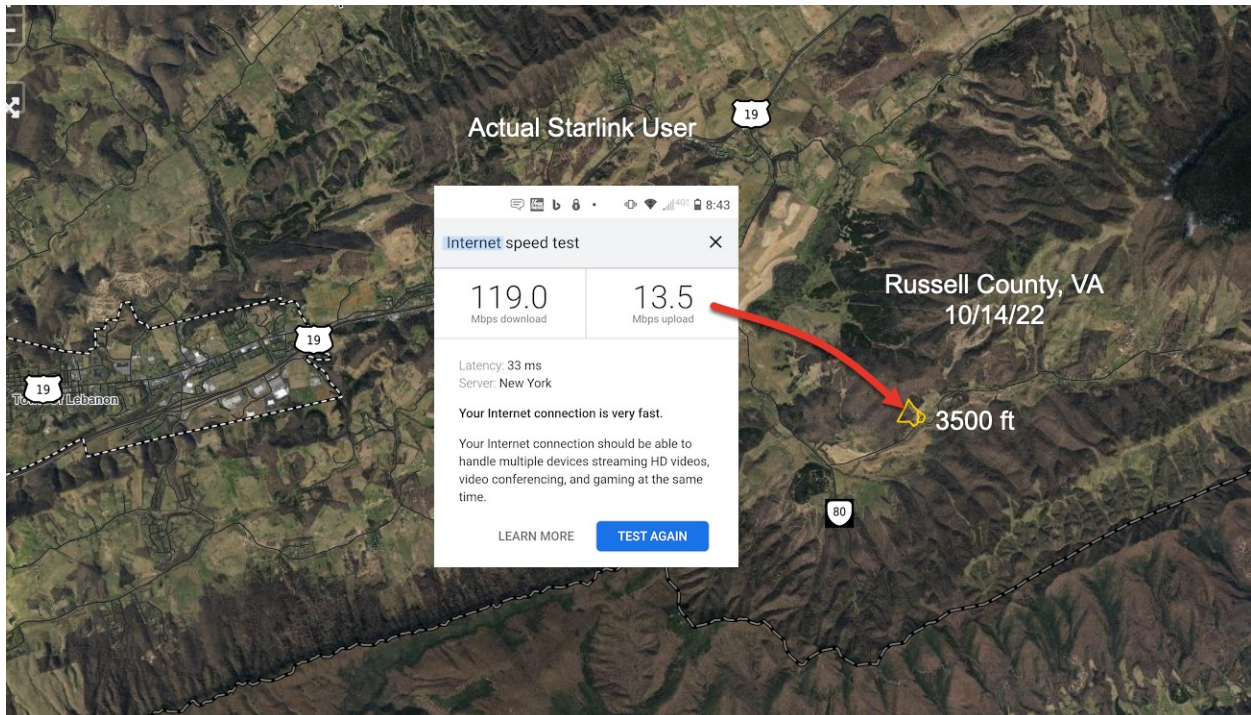 19
Actual Starlink User
8:43
Internet speed test
119.0
Mbps download
13.5
Mbps upload
Latency: 33 ms
Server: New York
Your Internet connection is very fast.
Your Internet connection should be able to
handle multiple devices streaming HD videos,
video conferencing, and gaming at the same
time.
LEARN MORE
TEST AGAIN
Russell County, VA
10/14/22
19
19
Lebanon
3500 ft
80